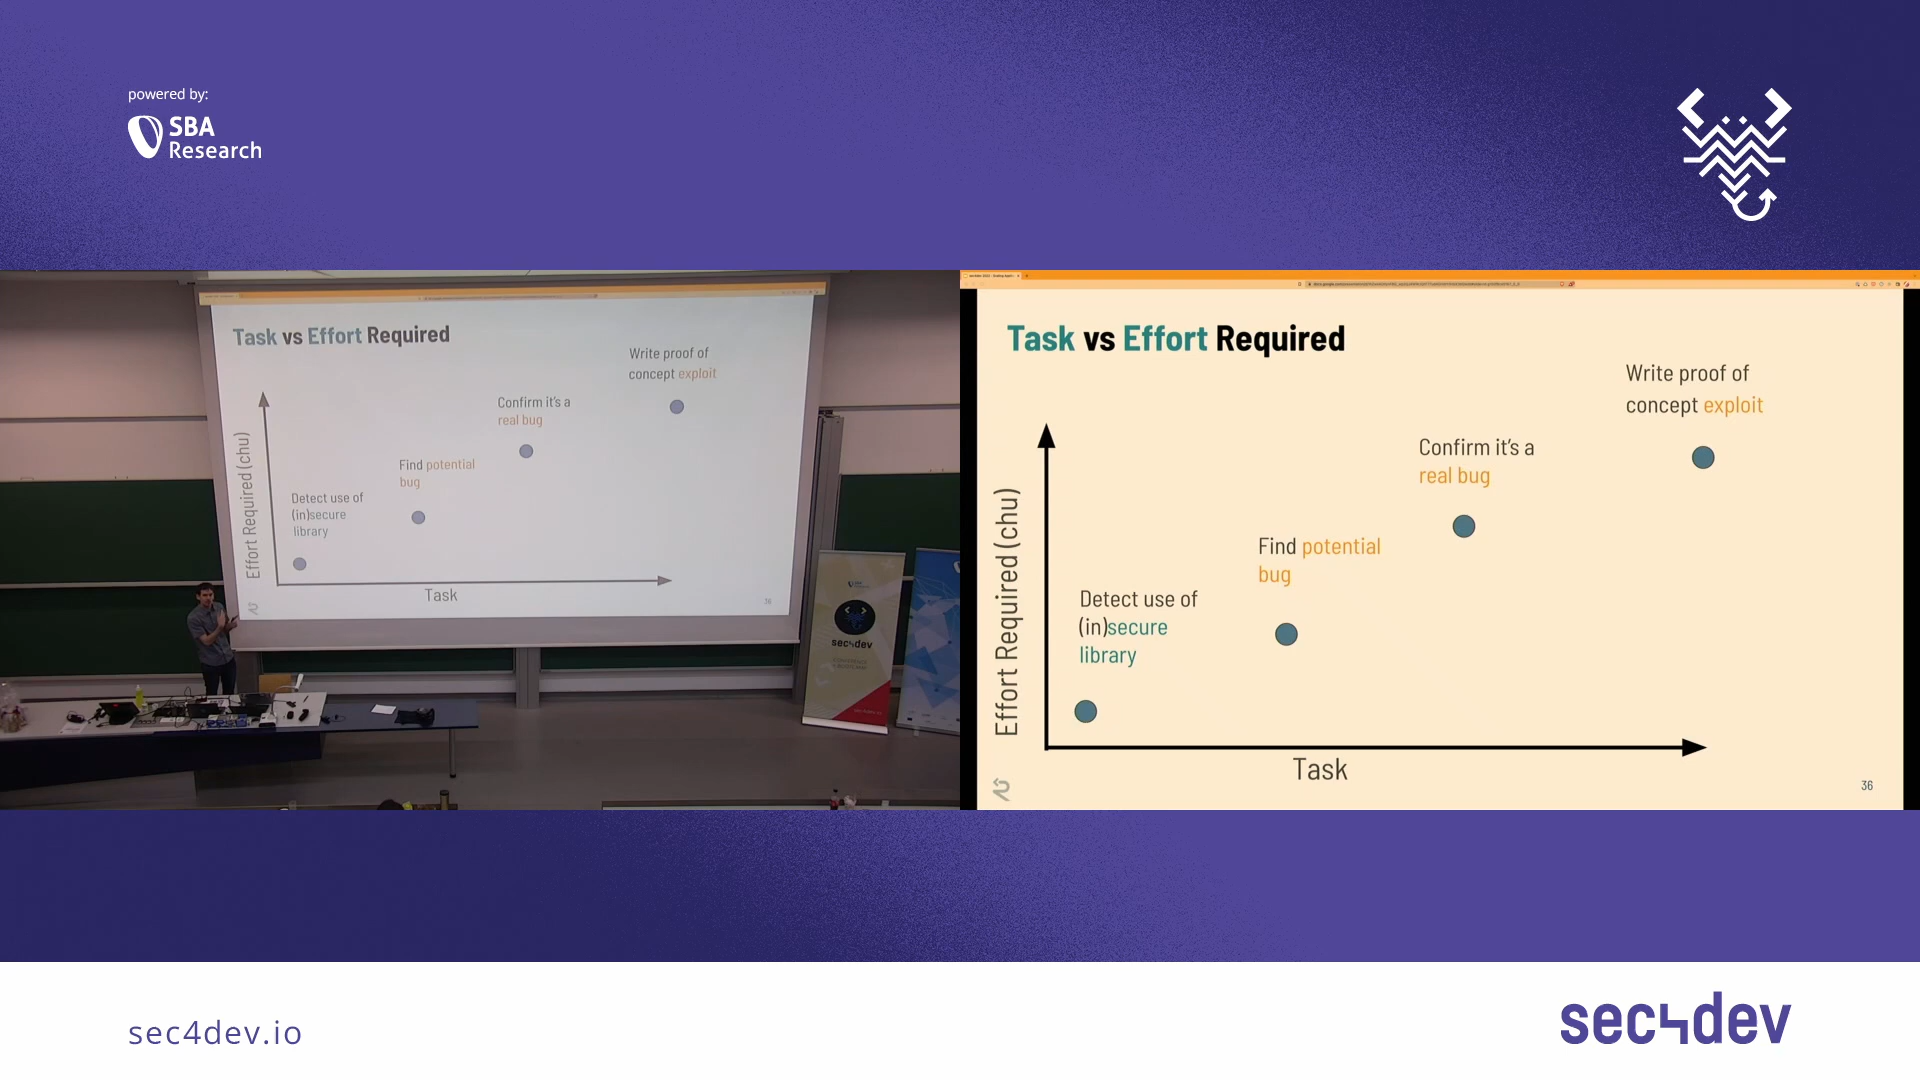 powered by:
SBA
Research
Task vs Effort Required
Write proof of
concept exploit
Confirm it's a
real bug
Find potential
bug
Detect use of
(in)secure
library
Effort Required (chu)
Task
36
sec4dev
Task vs Effort Required
Write proof of
concept exploit
Confirm it's a
real bug
Find potential
bug
Detect use of
(in)secure
library
Effort Required (chu)
Task
36
sec4dev.io
sec4dev